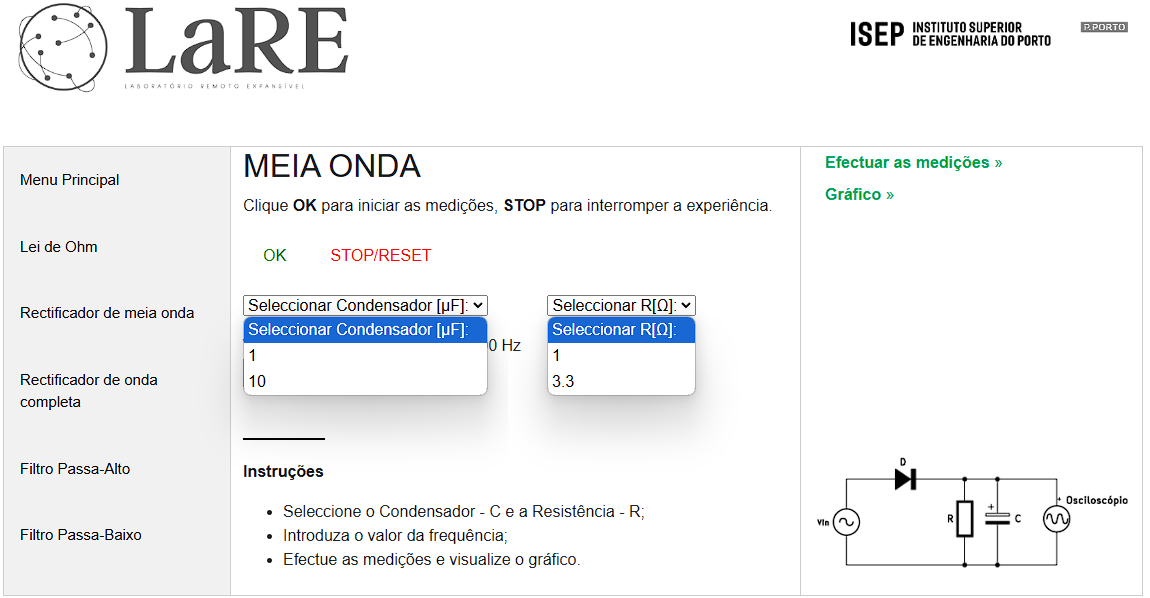 LaRE
LABORATÓRIO REMOTO EXPANSÍVEL
ISEP INSTITUTO SUPERIOR
DE ENGENHARIA DO PORTO
P.PORTO
Menu Principal
Lei de Ohm
Rectificador de meia onda
Rectificador de onda
completa
Filtro Passa-Alto
Filtro Passa-Baixo
MEIA ONDA
Clique OK para iniciar as medições, STOP para interromper a experiência.
OK STOP/RESET
Seleccionar Condensador [µF]: Seleccionar R[Ω]:
Seleccionar Condensador [µF]: Seleccionar R[Ω]:
0 Hz
1 1
10 3.3
Instruções
Seleccione o Condensador - C e a Resistência - R;
Introduza o valor da frequência;
Efectue as medições e visualize o gráfico.
Efectuar as medições »
Gráfico »
D
+ Osciloscópio
Vin
R
+
C